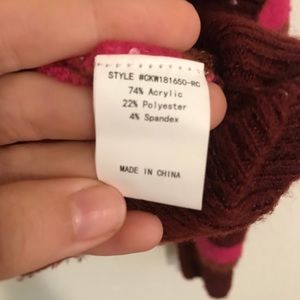 STYLE #CKW181650-RC
74% Acrylic
22% Polyester
4% Spandex
MADE IN CHINA